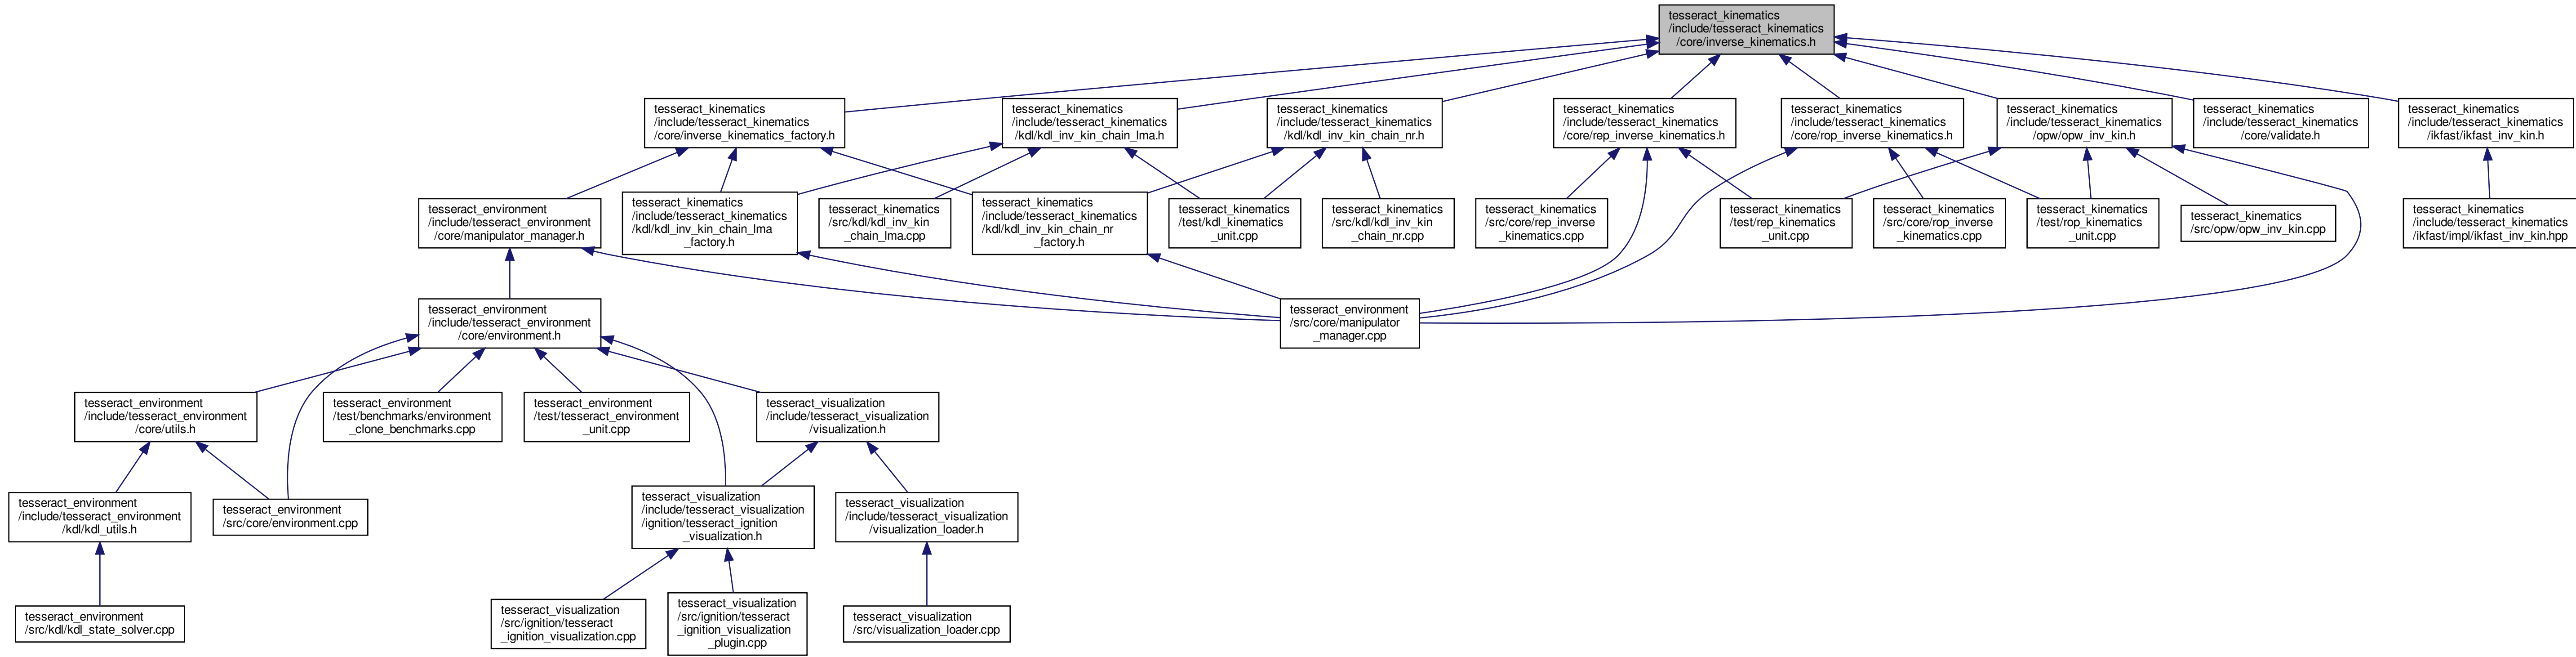 tesseract_kinematics
/include/tesseract_kinematics
/core/inverse_kinematics.h
tesseract_kinematics
/include/tesseract_kinematics
/core/inverse_kinematics_factory.h
tesseract_kinematics
/include/tesseract_kinematics
/kdl/kdl_inv_kin_chain_lma.h
tesseract_kinematics
/include/tesseract_kinematics
/kdl/kdl_inv_kin_chain_nr.h
tesseract_kinematics
/include/tesseract_kinematics
/core/rep_inverse_kinematics.h
tesseract_kinematics
/include/tesseract_kinematics
/core/rop_inverse_kinematics.h
tesseract_kinematics
/include/tesseract_kinematics
/opw/opw_inv_kin.h
tesseract_kinematics
/include/tesseract_kinematics
/core/validate.h
tesseract_kinematics
/include/tesseract_kinematics
/ikfast/ikfast_inv_kin.h
tesseract_environment
/include/tesseract_environment
/core/manipulator_manager.h
tesseract_kinematics
/include/tesseract_kinematics
/kdl/kdl_inv_kin_chain_lma
_factory.h
tesseract_kinematics
/src/kdl/kdl_inv_kin
_chain_lma.cpp
tesseract_kinematics
/include/tesseract_kinematics
/kdl/kdl_inv_kin_chain_nr
_factory.h
tesseract_kinematics
/test/kdl_kinematics
_unit.cpp
tesseract_kinematics
/src/kdl/kdl_inv_kin
_chain_nr.cpp
tesseract_kinematics
/src/core/rep_inverse
_kinematics.cpp
tesseract_kinematics
/test/rep_kinematics
_unit.cpp
tesseract_kinematics
/src/core/rop_inverse
_kinematics.cpp
tesseract_kinematics
/test/rop_kinematics
_unit.cpp
tesseract_kinematics
/src/opw/opw_inv_kin.cpp
tesseract_kinematics
/include/tesseract_kinematics
/ikfast/impl/ikfast_inv_kin.hpp
tesseract_environment
/include/tesseract_environment
/core/environment.h
tesseract_environment
/src/core/manipulator
_manager.cpp
tesseract_environment
/include/tesseract_environment
/core/utils.h
tesseract_environment
/test/benchmarks/environment
_clone_benchmarks.cpp
tesseract_environment
/test/tesseract_environment
_unit.cpp
tesseract_visualization
/include/tesseract_visualization
/visualization.h
tesseract_environment
/include/tesseract_environment
/kdl/kdl_utils.h
tesseract_environment
/src/core/environment.cpp
tesseract_visualization
/include/tesseract_visualization
/ignition/tesseract_ignition
_visualization.h
tesseract_visualization
/include/tesseract_visualization
/visualization_loader.h
tesseract_environment
/src/kdl/kdl_state_solver.cpp
tesseract_visualization
/src/ignition/tesseract
_ignition_visualization.cpp
tesseract_visualization
/src/ignition/tesseract
_ignition_visualization
_plugin.cpp
tesseract_visualization
/src/visualization_loader.cpp